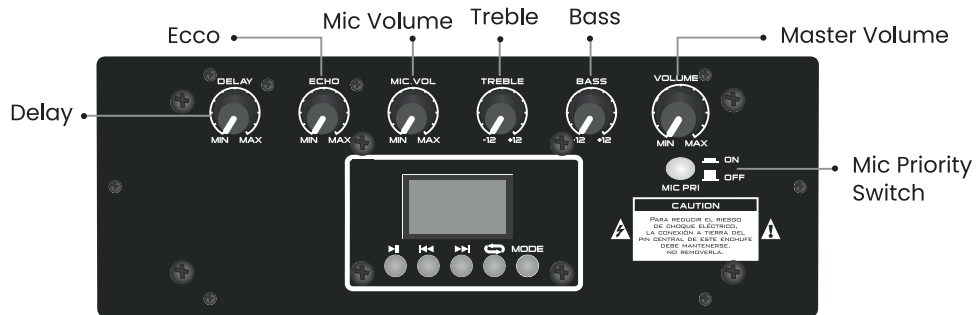 Ecco
Mic Volume
Treble
Bass
Master Volume
Delay
DELAY
ECHO
MIC.VOL
TREBLE
BASS
VOLUME
MIN MAX
MIN MAX
MIN MAX
-12 +12
-12 +12
MIN MAX
ON
OFF
MIC PRI
Mic Priority
Switch
CAUTION
PARA REDUCIR EL RIESGO
DE CHOQUE ELÉCTRICO,
LA CONEXIÓN A TIERRA DEL
PIN CENTRAL DE ESTE ENCHUFE
DEBE MANTENERSE.
NO REMOVERLA.
MODE